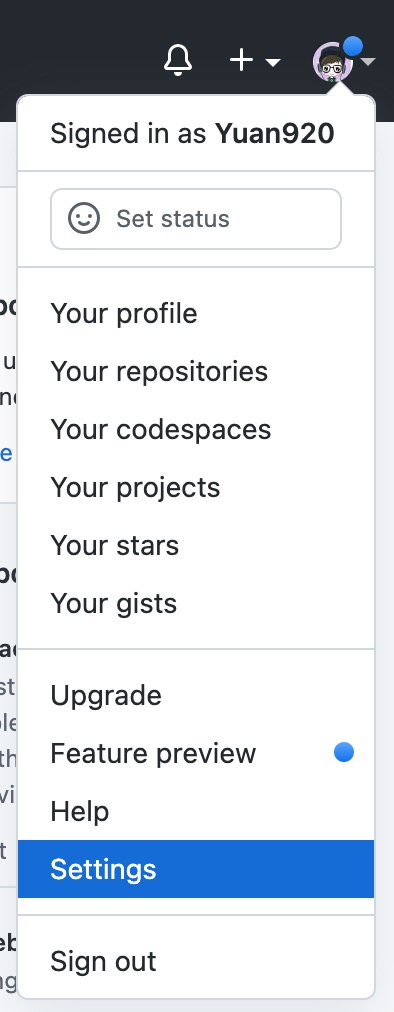 Signed in as Yuan920
Set status
Your profile
Your repositories
Your codespaces
Your projects
Your stars
Your gists
Upgrade
Feature preview
Help
Settings
Sign out